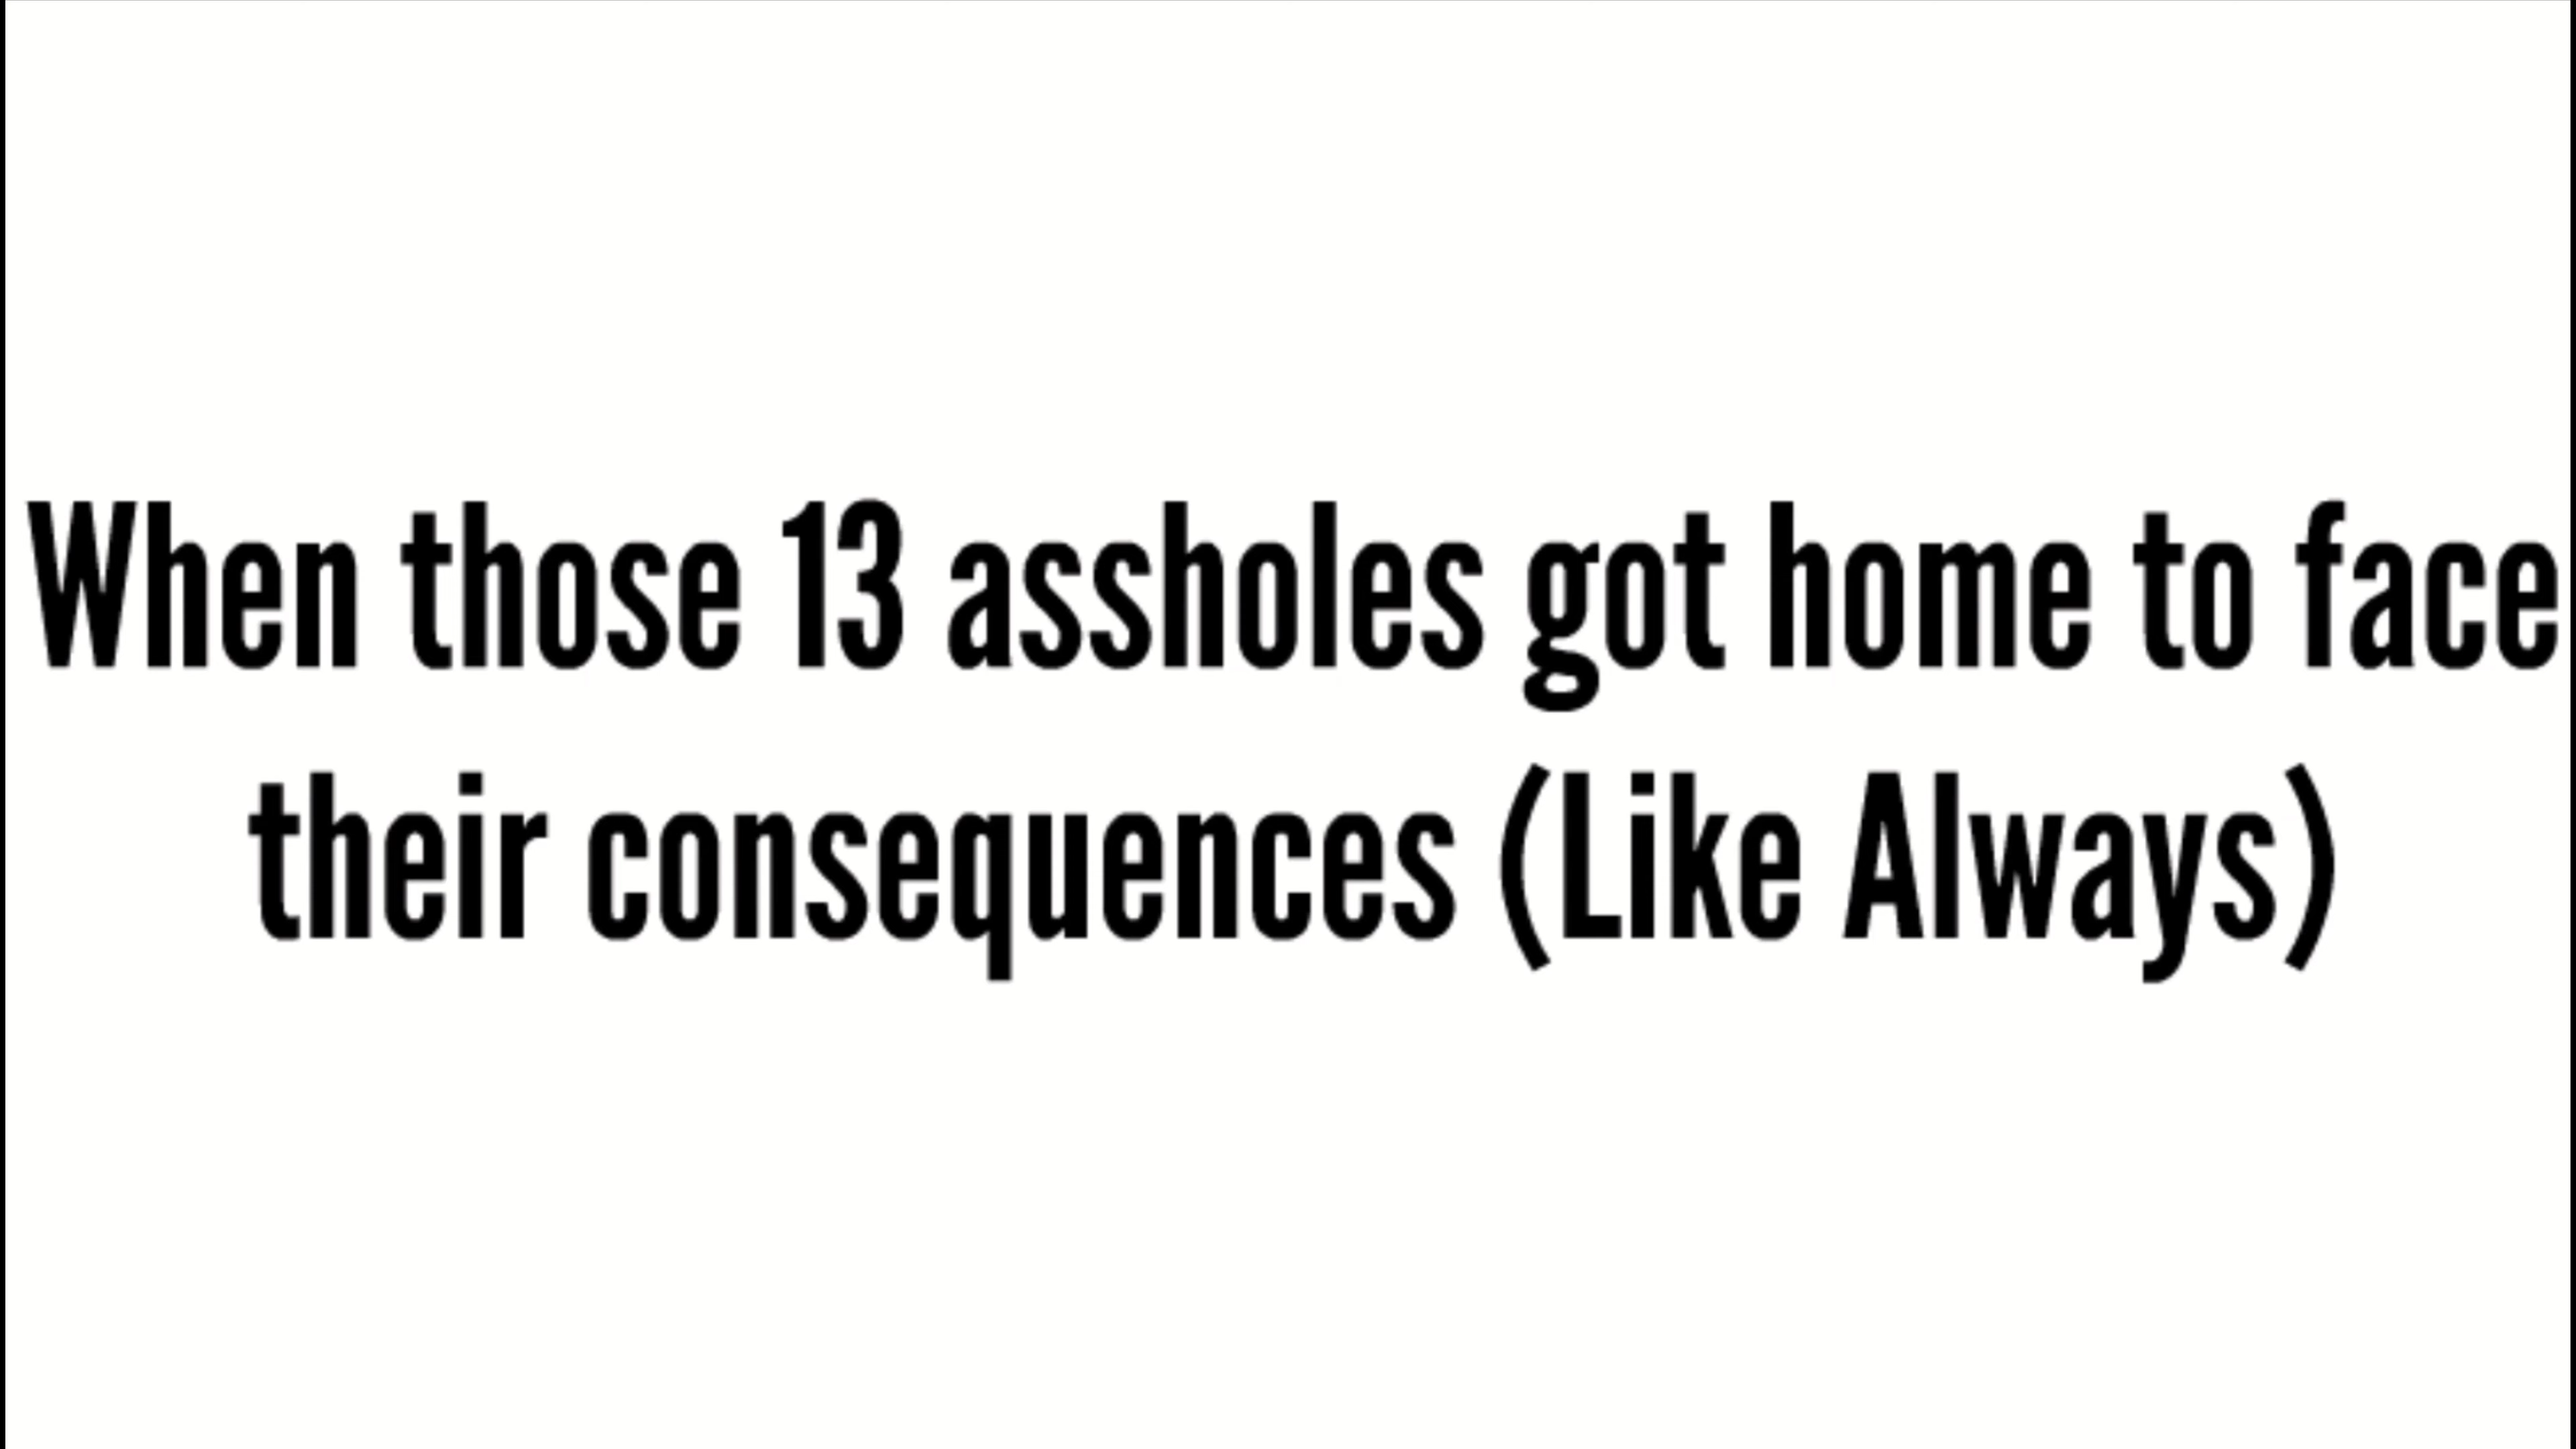 When those 13 assholes got home to face
their consequences (Like Always)